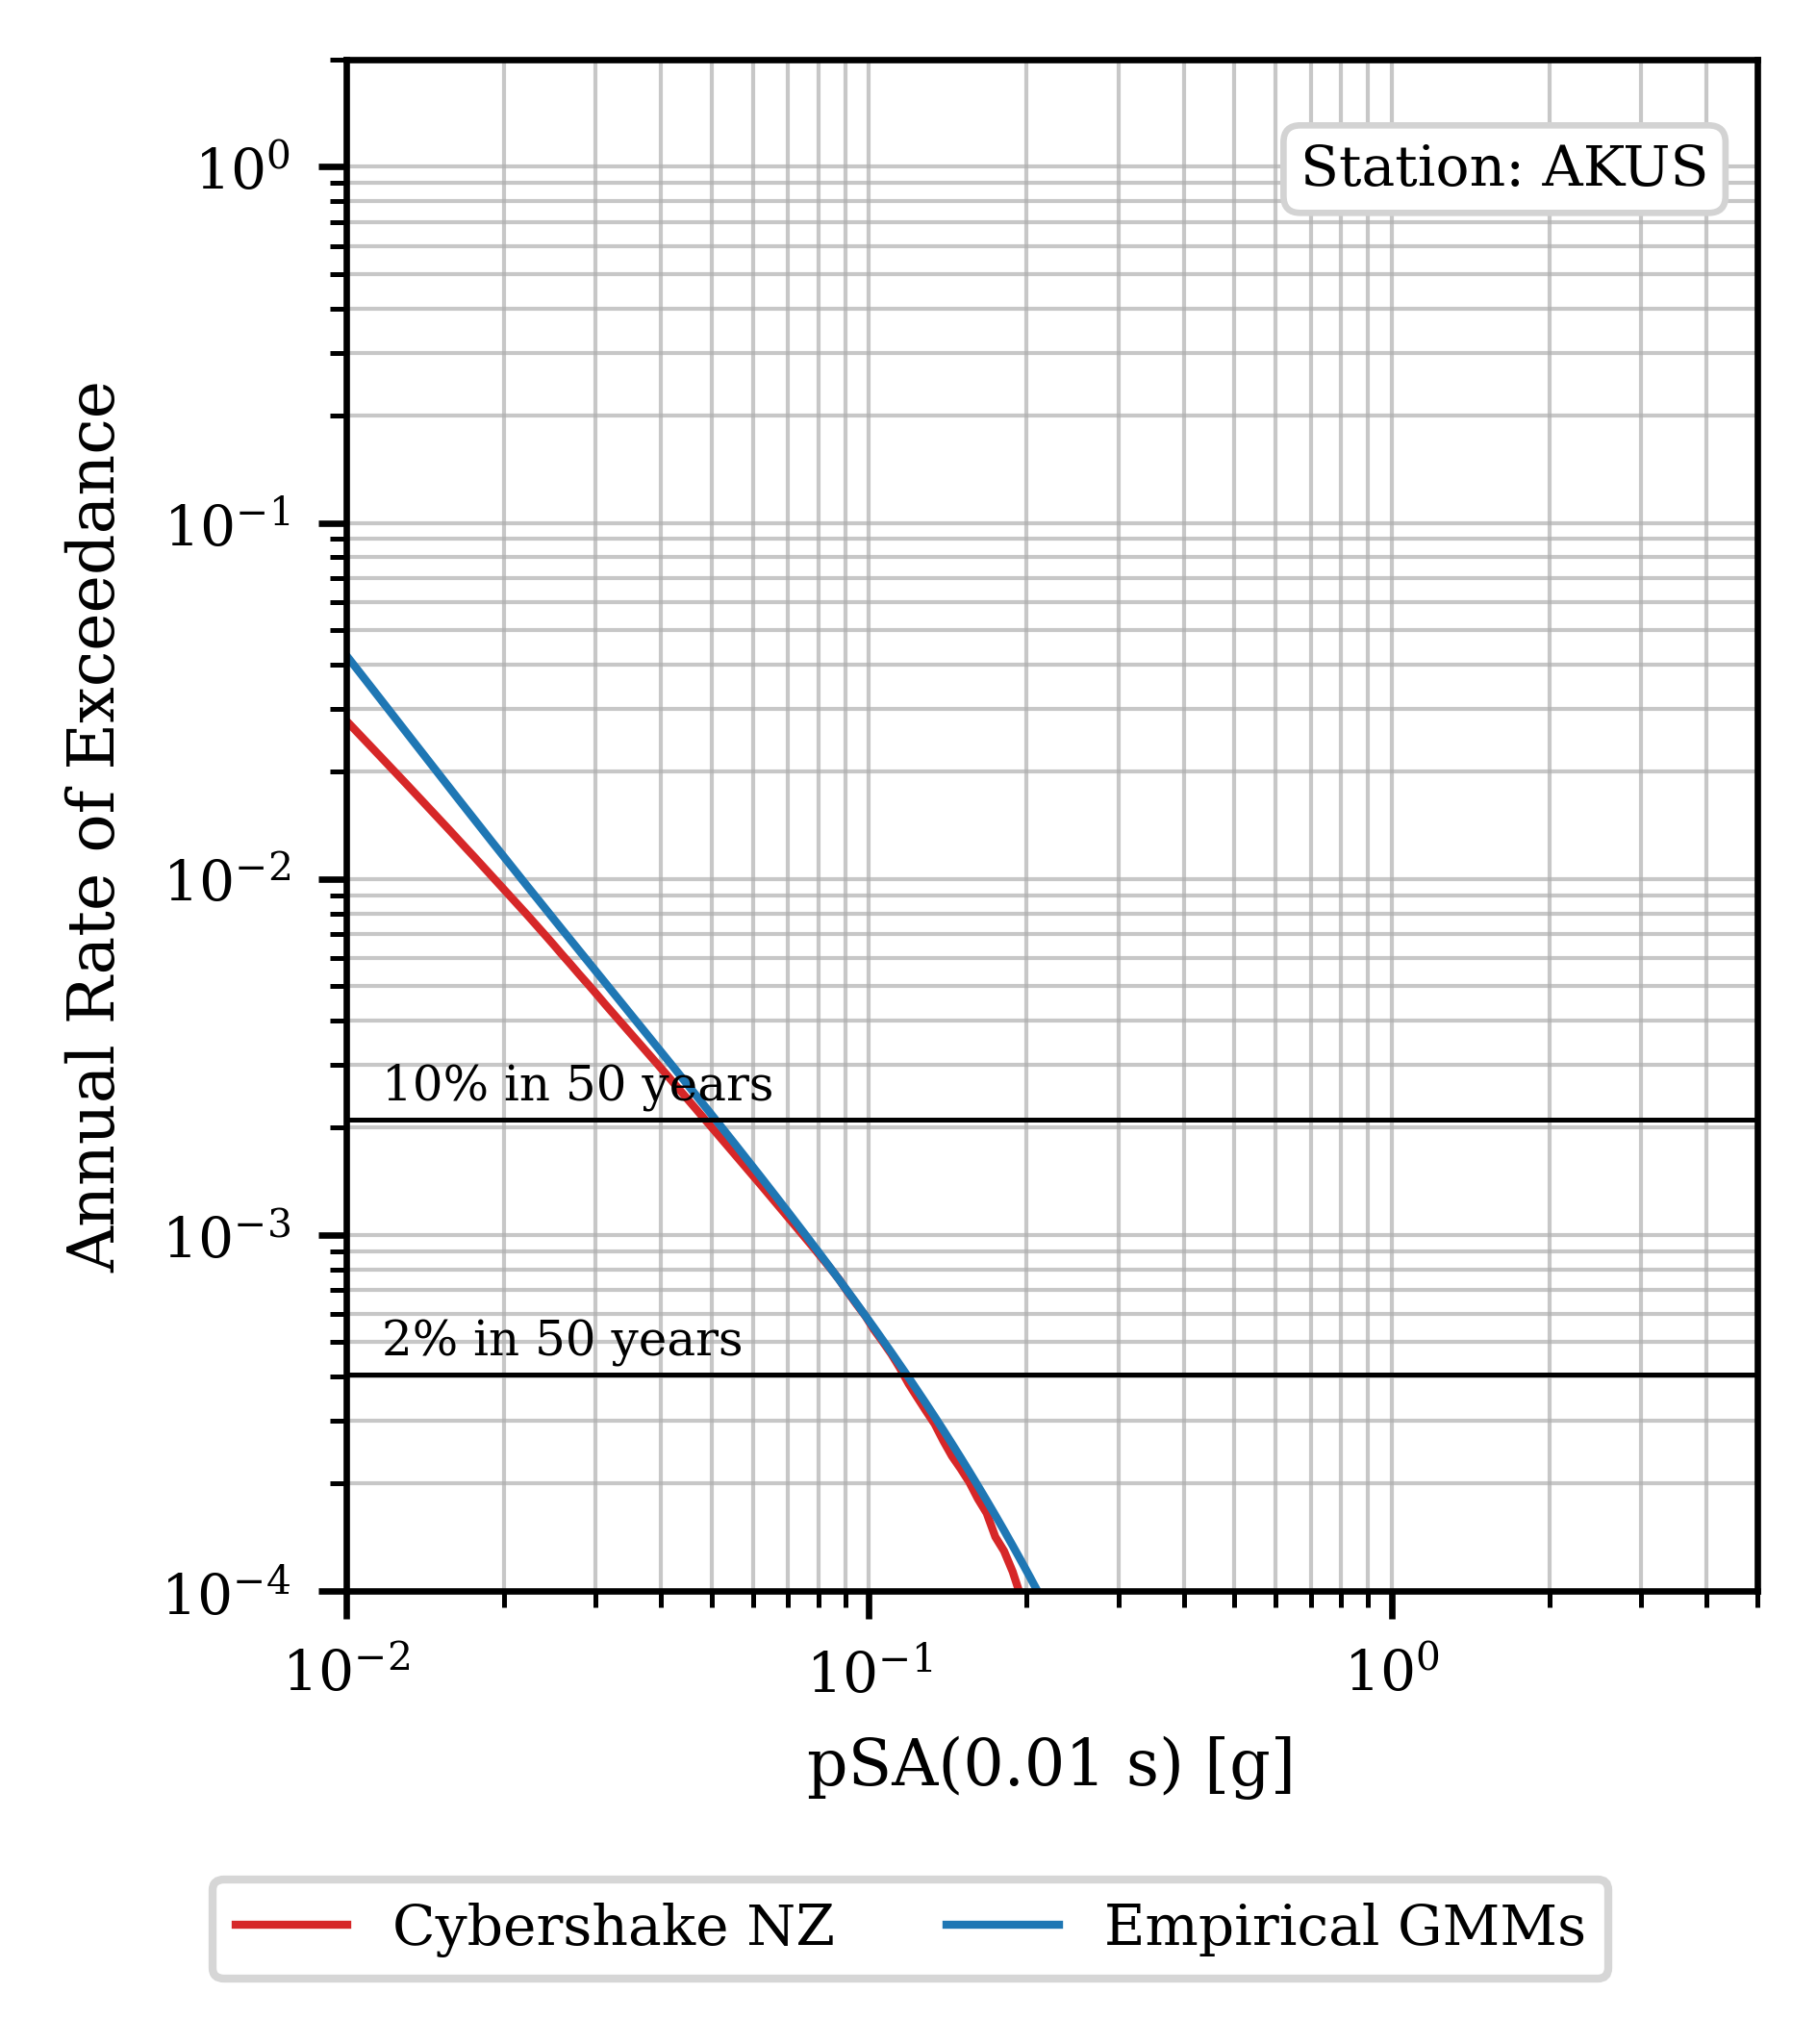 Station: AKUS
Annual Rate of Exceedance
10⁰
10⁻¹
10⁻²
10⁻³
10⁻⁴
10% in 50 years
2% in 50 years
10⁻²
10⁻¹
10⁰
pSA(0.01 s) [g]
Cybershake NZ
Empirical GMMs